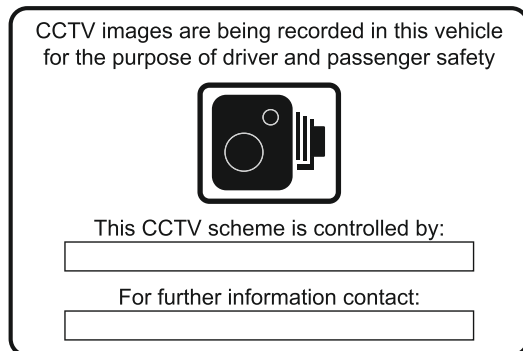 CCTV images are being recorded in this vehicle
for the purpose of driver and passenger safety
This CCTV scheme is controlled by:
For further information contact: